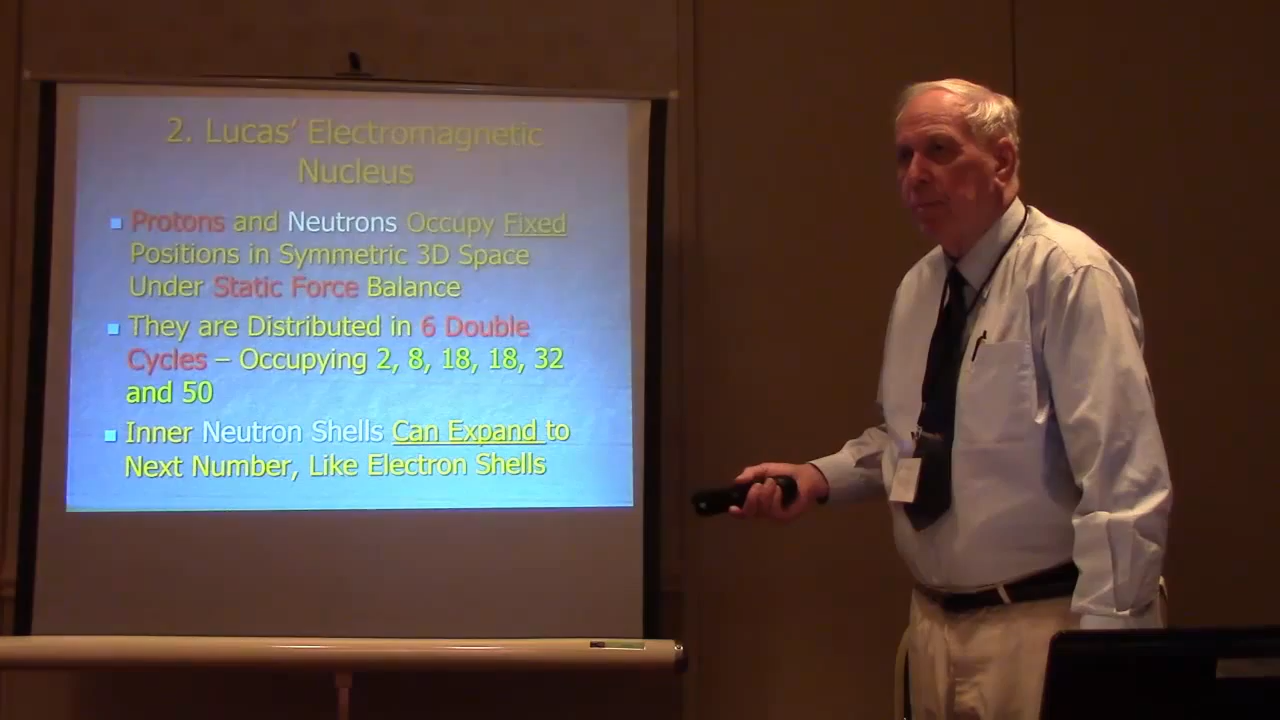 2. Lucas’ Electromagnetic
Nucleus
Protons and Neutrons Occupy Fixed
Positions in Symmetric 3D Space
Under Static Force Balance
They are Distributed in 6 Double
Cycles – Occupying 2, 8, 18, 18, 32
and 50
Inner Neutron Shells Can Expand to
Next Number, Like Electron Shells